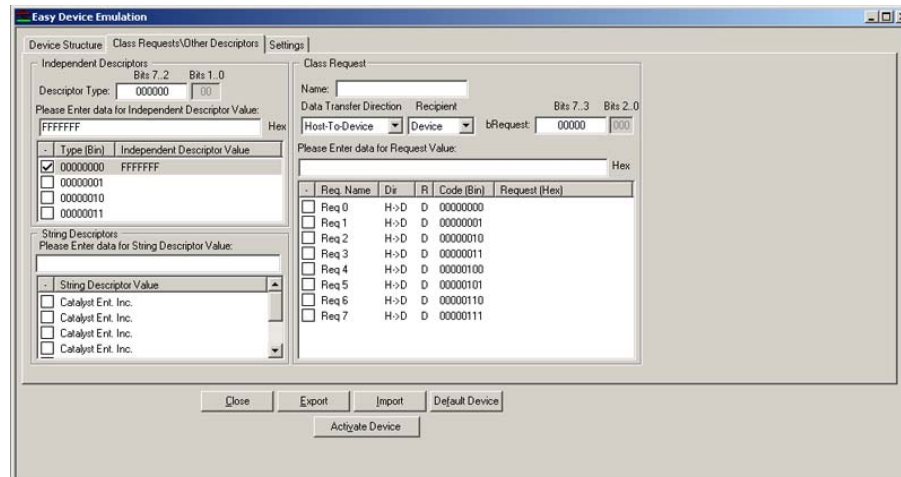 Easy Device Emulation
Device Structure Class Requests\Other Descriptors Settings
Independent Descriptors
Bits 7..2 Bits 1..0
Descriptor Type: 000000 00
Please Enter data for Independent Descriptor Value:
FFFFFFF Hex
- Type (Bin) Independent Descriptor Value
00000000 FFFFFFF
00000001
00000010
00000011
String Descriptors
Please Enter data for String Descriptor Value:
- String Descriptor Value
Catalyst Ent. Inc.
Catalyst Ent. Inc.
Catalyst Ent. Inc.
Catalyst Ent. Inc.
Class Request
Name:
Data Transfer Direction Recipient Bits 7..3 Bits 2..0
Host-To-Device Device bRequest: 00000 000
Please Enter data for Request Value:
Hex
- Req. Name Dir R Code (Bin) Request (Hex)
Req 0 H->D D 00000000
Req 1 H->D D 00000001
Req 2 H->D D 00000010
Req 3 H->D D 00000011
Req 4 H->D D 00000100
Req 5 H->D D 00000101
Req 6 H->D D 00000110
Req 7 H->D D 00000111
Close Export Import Default Device
Activate Device